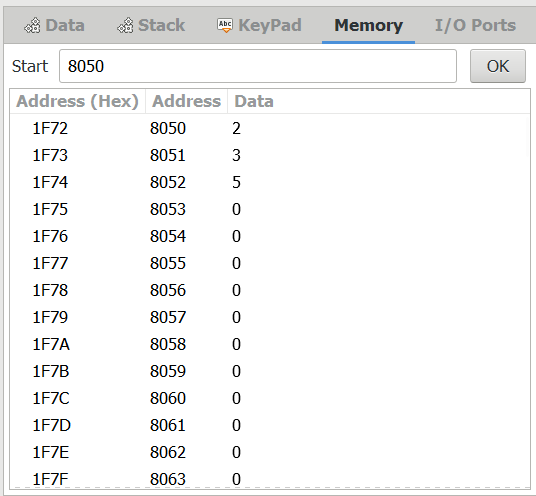 Data Stack Abc KeyPad Memory I/O Ports
Start 8050 OK
Address (Hex) Address Data
1F72 8050 2
1F73 8051 3
1F74 8052 5
1F75 8053 0
1F76 8054 0
1F77 8055 0
1F78 8056 0
1F79 8057 0
1F7A 8058 0
1F7B 8059 0
1F7C 8060 0
1F7D 8061 0
1F7E 8062 0
1F7F 8063 0